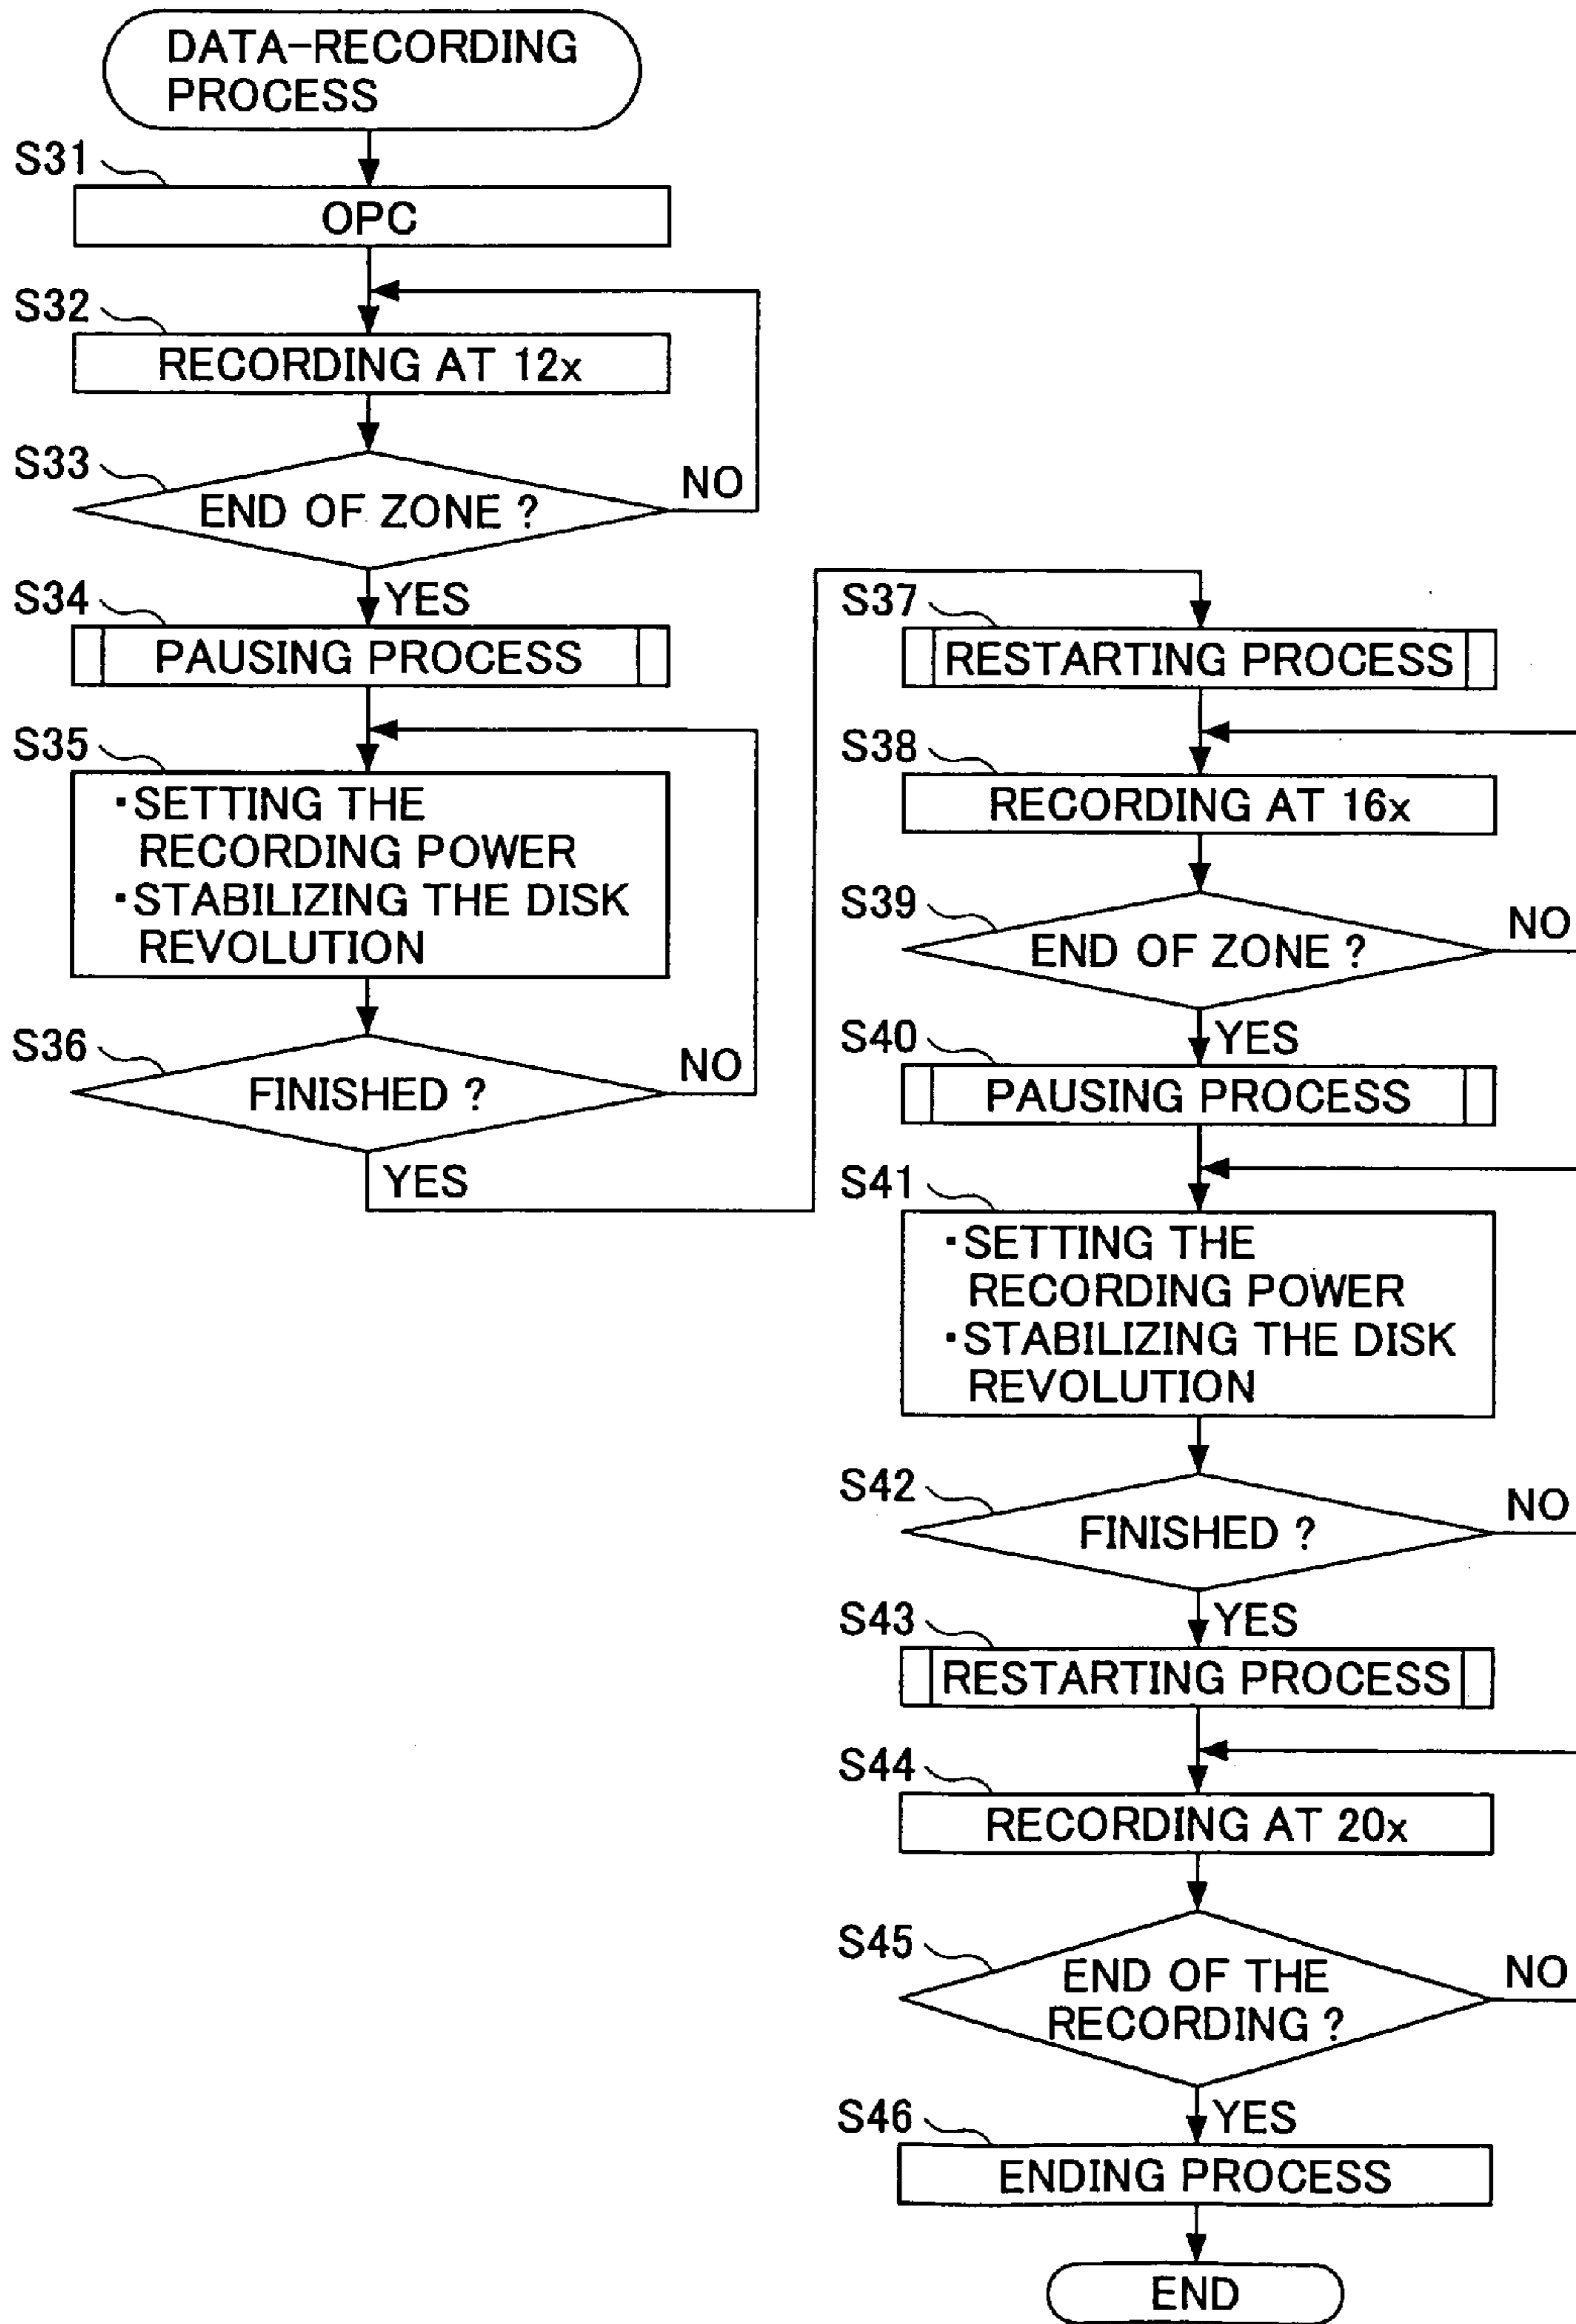 DATA-RECORDING
PROCESS
S31
OPC
S32
RECORDING AT 12x
S33
END OF ZONE ?
NO
YES
S34
PAUSING PROCESS
S35
・SETTING THE
RECORDING POWER
・STABILIZING THE DISK
REVOLUTION
S36
FINISHED ?
NO
YES
S37
RESTARTING PROCESS
S38
RECORDING AT 16x
S39
END OF ZONE ?
NO
YES
S40
PAUSING PROCESS
S41
・SETTING THE
RECORDING POWER
・STABILIZING THE DISK
REVOLUTION
S42
FINISHED ?
NO
YES
S43
RESTARTING PROCESS
S44
RECORDING AT 20x
S45
END OF THE
RECORDING ?
NO
YES
S46
ENDING PROCESS
END